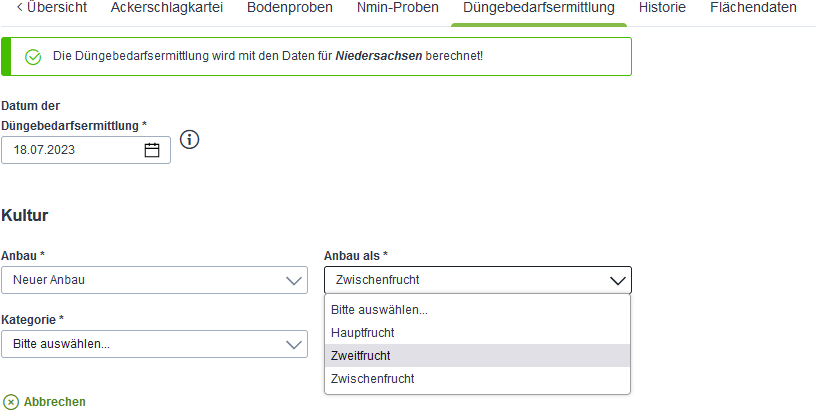 Übersicht Ackerschlagkartei Bodenproben Nmin-Proben Düngebedarfsermittlung Historie Flächendaten
Die Düngebedarfsermittlung wird mit den Daten für Niedersachsen berechnet!
Datum der
Düngebedarfsermittlung *
18.07.2023
Kultur
Anbau * Anbau als *
Neuer Anbau Zwischenfrucht
Bitte auswählen...
Kategorie * Hauptfrucht
Bitte auswählen... Zweitfrucht
Zwischenfrucht
Abbrechen